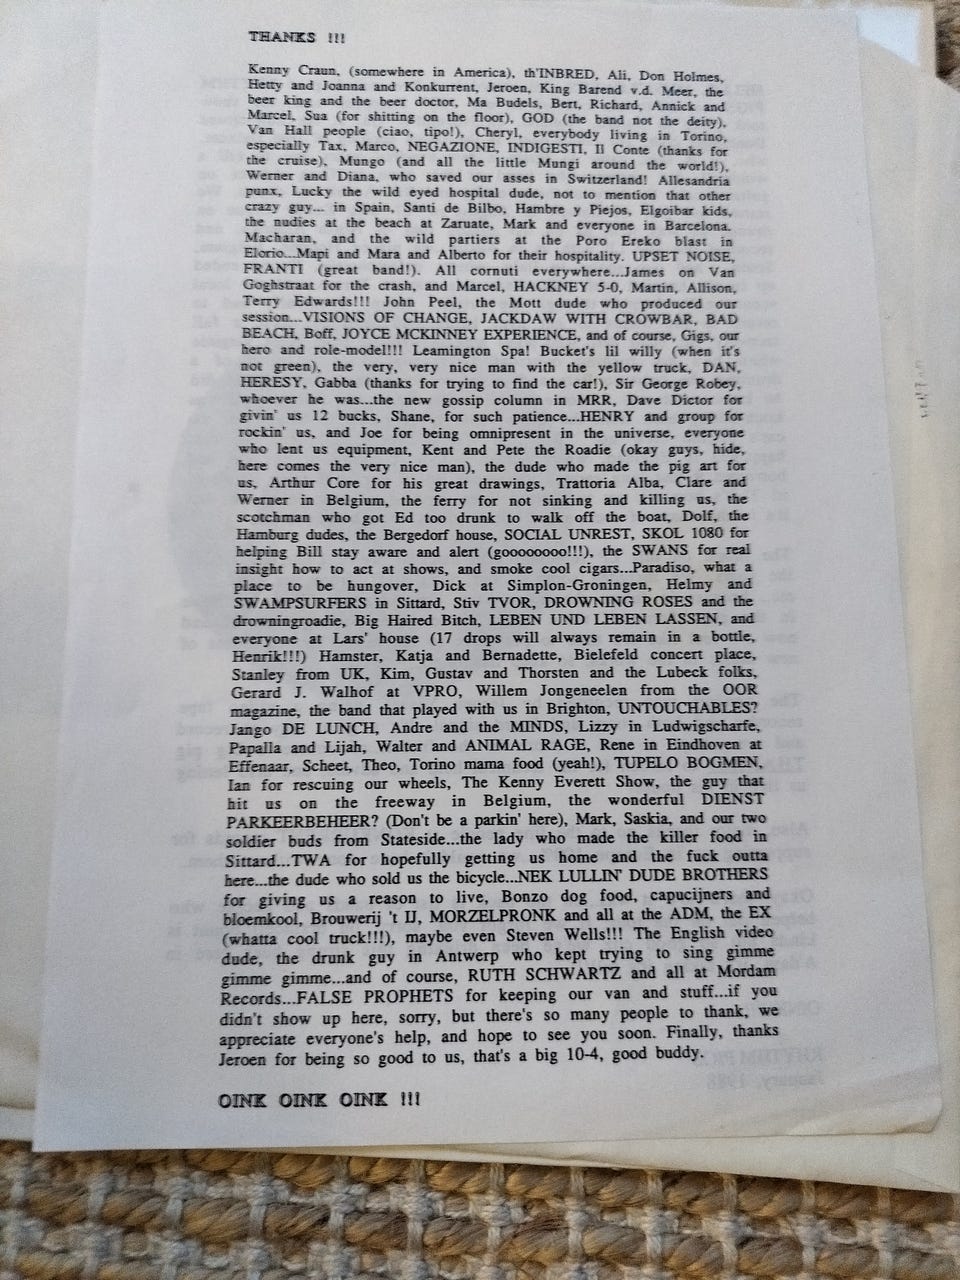 THANKS !!!
Kenny Craun, (somewhere in America), th'INBRED, Ali, Don Holmes,
Hetty and Joanna and Konkurrent, Jeroen, King Barend v.d. Meer, the
beer king and the beer doctor, Ma Budels, Bert, Richard, Annick and
Marcel, Sua (for shitting on the floor), GOD (the band not the deity),
Van Hall people (ciao, tipo!), Cheryl, everybody living in Torino,
especially Tax, Marco, NEGAZIONE, INDIGESTI, Il Conte (thanks for
the cruise), Mungo (and all the little Mungi around the world!),
Werner and Diana, who saved our asses in Switzerland! Allesandria
punx, Lucky the wild eyed hospital dude, not to mention that other
crazy guy... in Spain, Santi de Bilbo, Hambre y Piejos, Elgoibar kids,
the nudies at the beach at Zaruate, Mark and everyone in Barcelona.
Macharan, and the wild partiers at the Poro Ereko blast in
Elorio...Mapi and Mara and Alberto for their hospitality. UPSET NOISE,
FRANTI (great band!). All cornuti everywhere...James on Van
Goghstraat for the crash, and Marcel, HACKNEY 5-0, Martin, Allison,
Terry Edwards!!! John Peel, the Mott dude who produced our
session...VISIONS OF CHANGE, JACKDAW WITH CROWBAR, BAD
BEACH, Boff, JOYCE MCKINNEY EXPERIENCE, and of course, Gigs, our
hero and role-model!!! Leamington Spa! Bucket's lil willy (when it's
not green), the very, very nice man with the yellow truck, DAN,
HERESY, Gabba (thanks for trying to find the car!), Sir George Robey,
whoever he was...the new gossip column in MRR, Dave Dictor for
givin' us 12 bucks, Shane, for such patience...HENRY and group for
rockin' us, and Joe for being omnipresent in the universe, everyone
who lent us equipment, Kent and Pete the Roadie (okay guys, hide,
here comes the very nice man), the dude who made the pig art for
us, Arthur Core for his great drawings, Trattoria Alba, Clare and
Werner in Belgium, the ferry for not sinking and killing us, the
scotchman who got Ed too drunk to walk off the boat, Dolf, the
Hamburg dudes, the Bergedorf house, SOCIAL UNREST, SKOL 1080 for
helping Bill stay aware and alert (goooooooo!!!), the SWANS for real
insight how to act at shows, and smoke cool cigars...Paradiso, what a
place to be hungover, Dick at Simplon-Groningen, Helmy and
SWAMPSURFERS in Sittard, Stiv TVOR, DROWNING ROSES and the
drowningroadie, Big Haired Bitch, LEBEN UND LEBEN LASSEN, and
everyone at Lars' house (17 drops will always remain in a bottle,
Henrik!!!) Hamster, Katja and Bernadette, Bielefeld concert place,
Stanley from UK, Kim, Gustav and Thorsten and the Lubeck folks,
Gerard J. Walhof at VPRO, Willem Jongeneelen from the OOR
magazine, the band that played with us in Brighton, UNTOUCHABLES?
Jango DE LUNCH, Andre and the MINDS, Lizzy in Ludwigscharfe,
Papalla and Lijah, Walter and ANIMAL RAGE, Rene in Eindhoven at
Effenaar, Scheet, Theo, Torino mama food (yeah!), TUPELO BOGMEN,
Ian for rescuing our wheels, The Kenny Everett Show, the guy that
hit us on the freeway in Belgium, the wonderful DIENST
PARKEERBEHEER? (Don't be a parkin' here), Mark, Saskia, and our two
soldier buds from Stateside...the lady who made the killer food in
Sittard...TWA for hopefully getting us home and the fuck outta
here...the dude who sold us the bicycle...NEK LULLIN' DUDE BROTHERS
for giving us a reason to live, Bonzo dog food, capucijners and
bloemkool, Brouwerij 't IJ, MORZELPRONK and all at the ADM, the EX
(whatta cool truck!!!), maybe even Steven Wells!!! The English video
dude, the drunk guy in Antwerp who kept trying to sing gimme
gimme gimme...and of course, RUTH SCHWARTZ and all at Mordam
Records...FALSE PROPHETS for keeping our van and stuff...if you
didn't show up here, sorry, but there's so many people to thank, we
appreciate everyone's help, and hope to see you soon. Finally, thanks
Jeroen for being so good to us, that's a big 10-4, good buddy.
OINK OINK OINK !!!